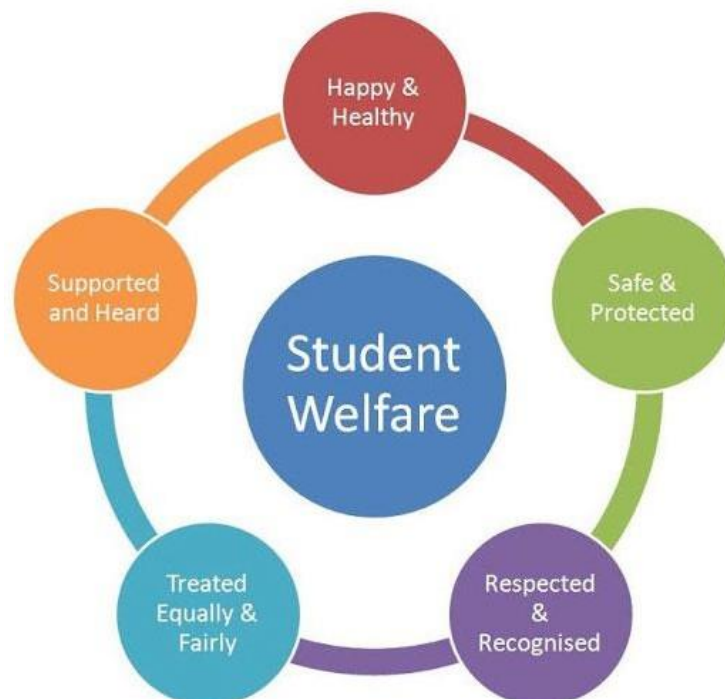 Happy &
Healthy
Safe &
Protected
Respected
&
Recognised
Treated
Equally &
Fairly
Supported
and Heard
Student
Welfare